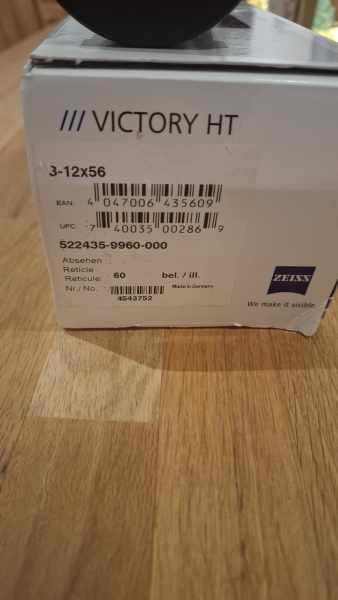 /// VICTORY HT
3-12x56
EAN: 4 047006 435609
UPC: 7 40035 00286 9
522435-9960-000
Absehen
Reticle
Reticule: 60 bel. / ill.
Nr./No. Made in Germany
4543752
ZEISS
We make it visible.